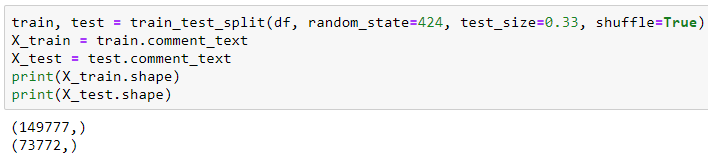 train, test = train_test_split(df, random_state=424, test_size=0.33, shuffle=True)
X_train = train.comment_text
X_test = test.comment_text
print(X_train.shape)
print(X_test.shape)
(149777,)
(73772,)